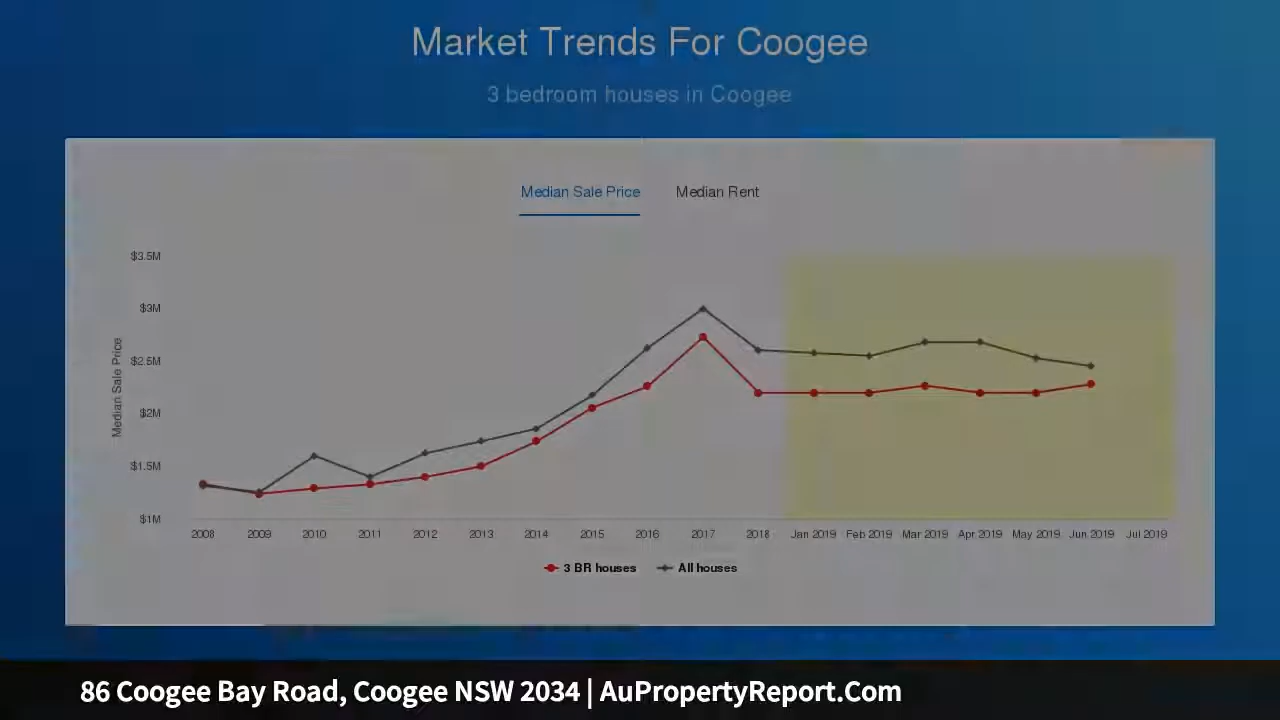 Market Trends For Coogee
3 bedroom houses in Coogee
Median Sale Price Median Rent
$3.5M
$3M
$2.5M
$2M
$1.5M
$1M
Median Sale Price
2008 2009 2010 2011 2012 2013 2014 2015 2016 2017 2018 Jan 2019 Feb 2019 Mar 2019 Apr 2019 May 2019 Jun 2019 Jul 2019
3 BR houses All houses
86 Coogee Bay Road, Coogee NSW 2034 | AuPropertyReport.Com